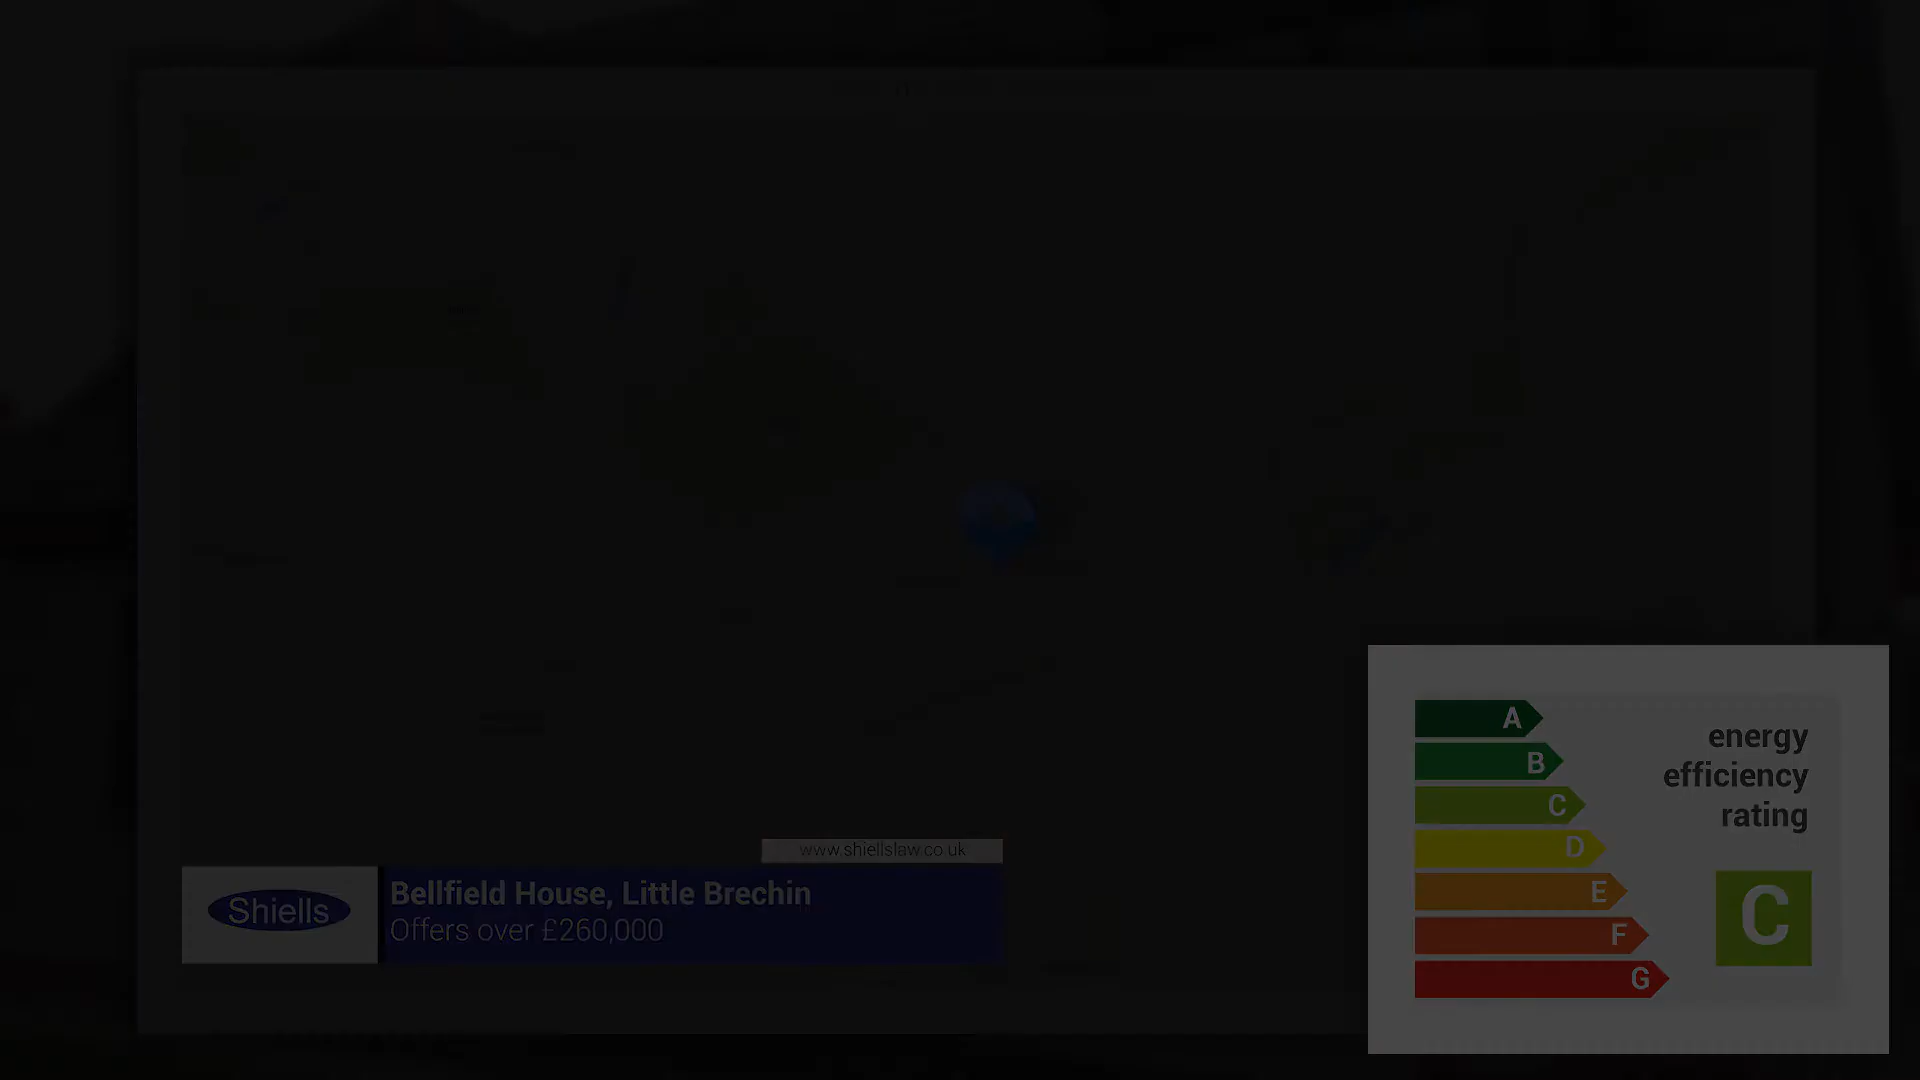 www.shiellslaw.co.uk
Shiells
Bellfield House, Little Brechin
Offers over £260,000
A
B
C
D
E
F
G
energy
efficiency
rating
C